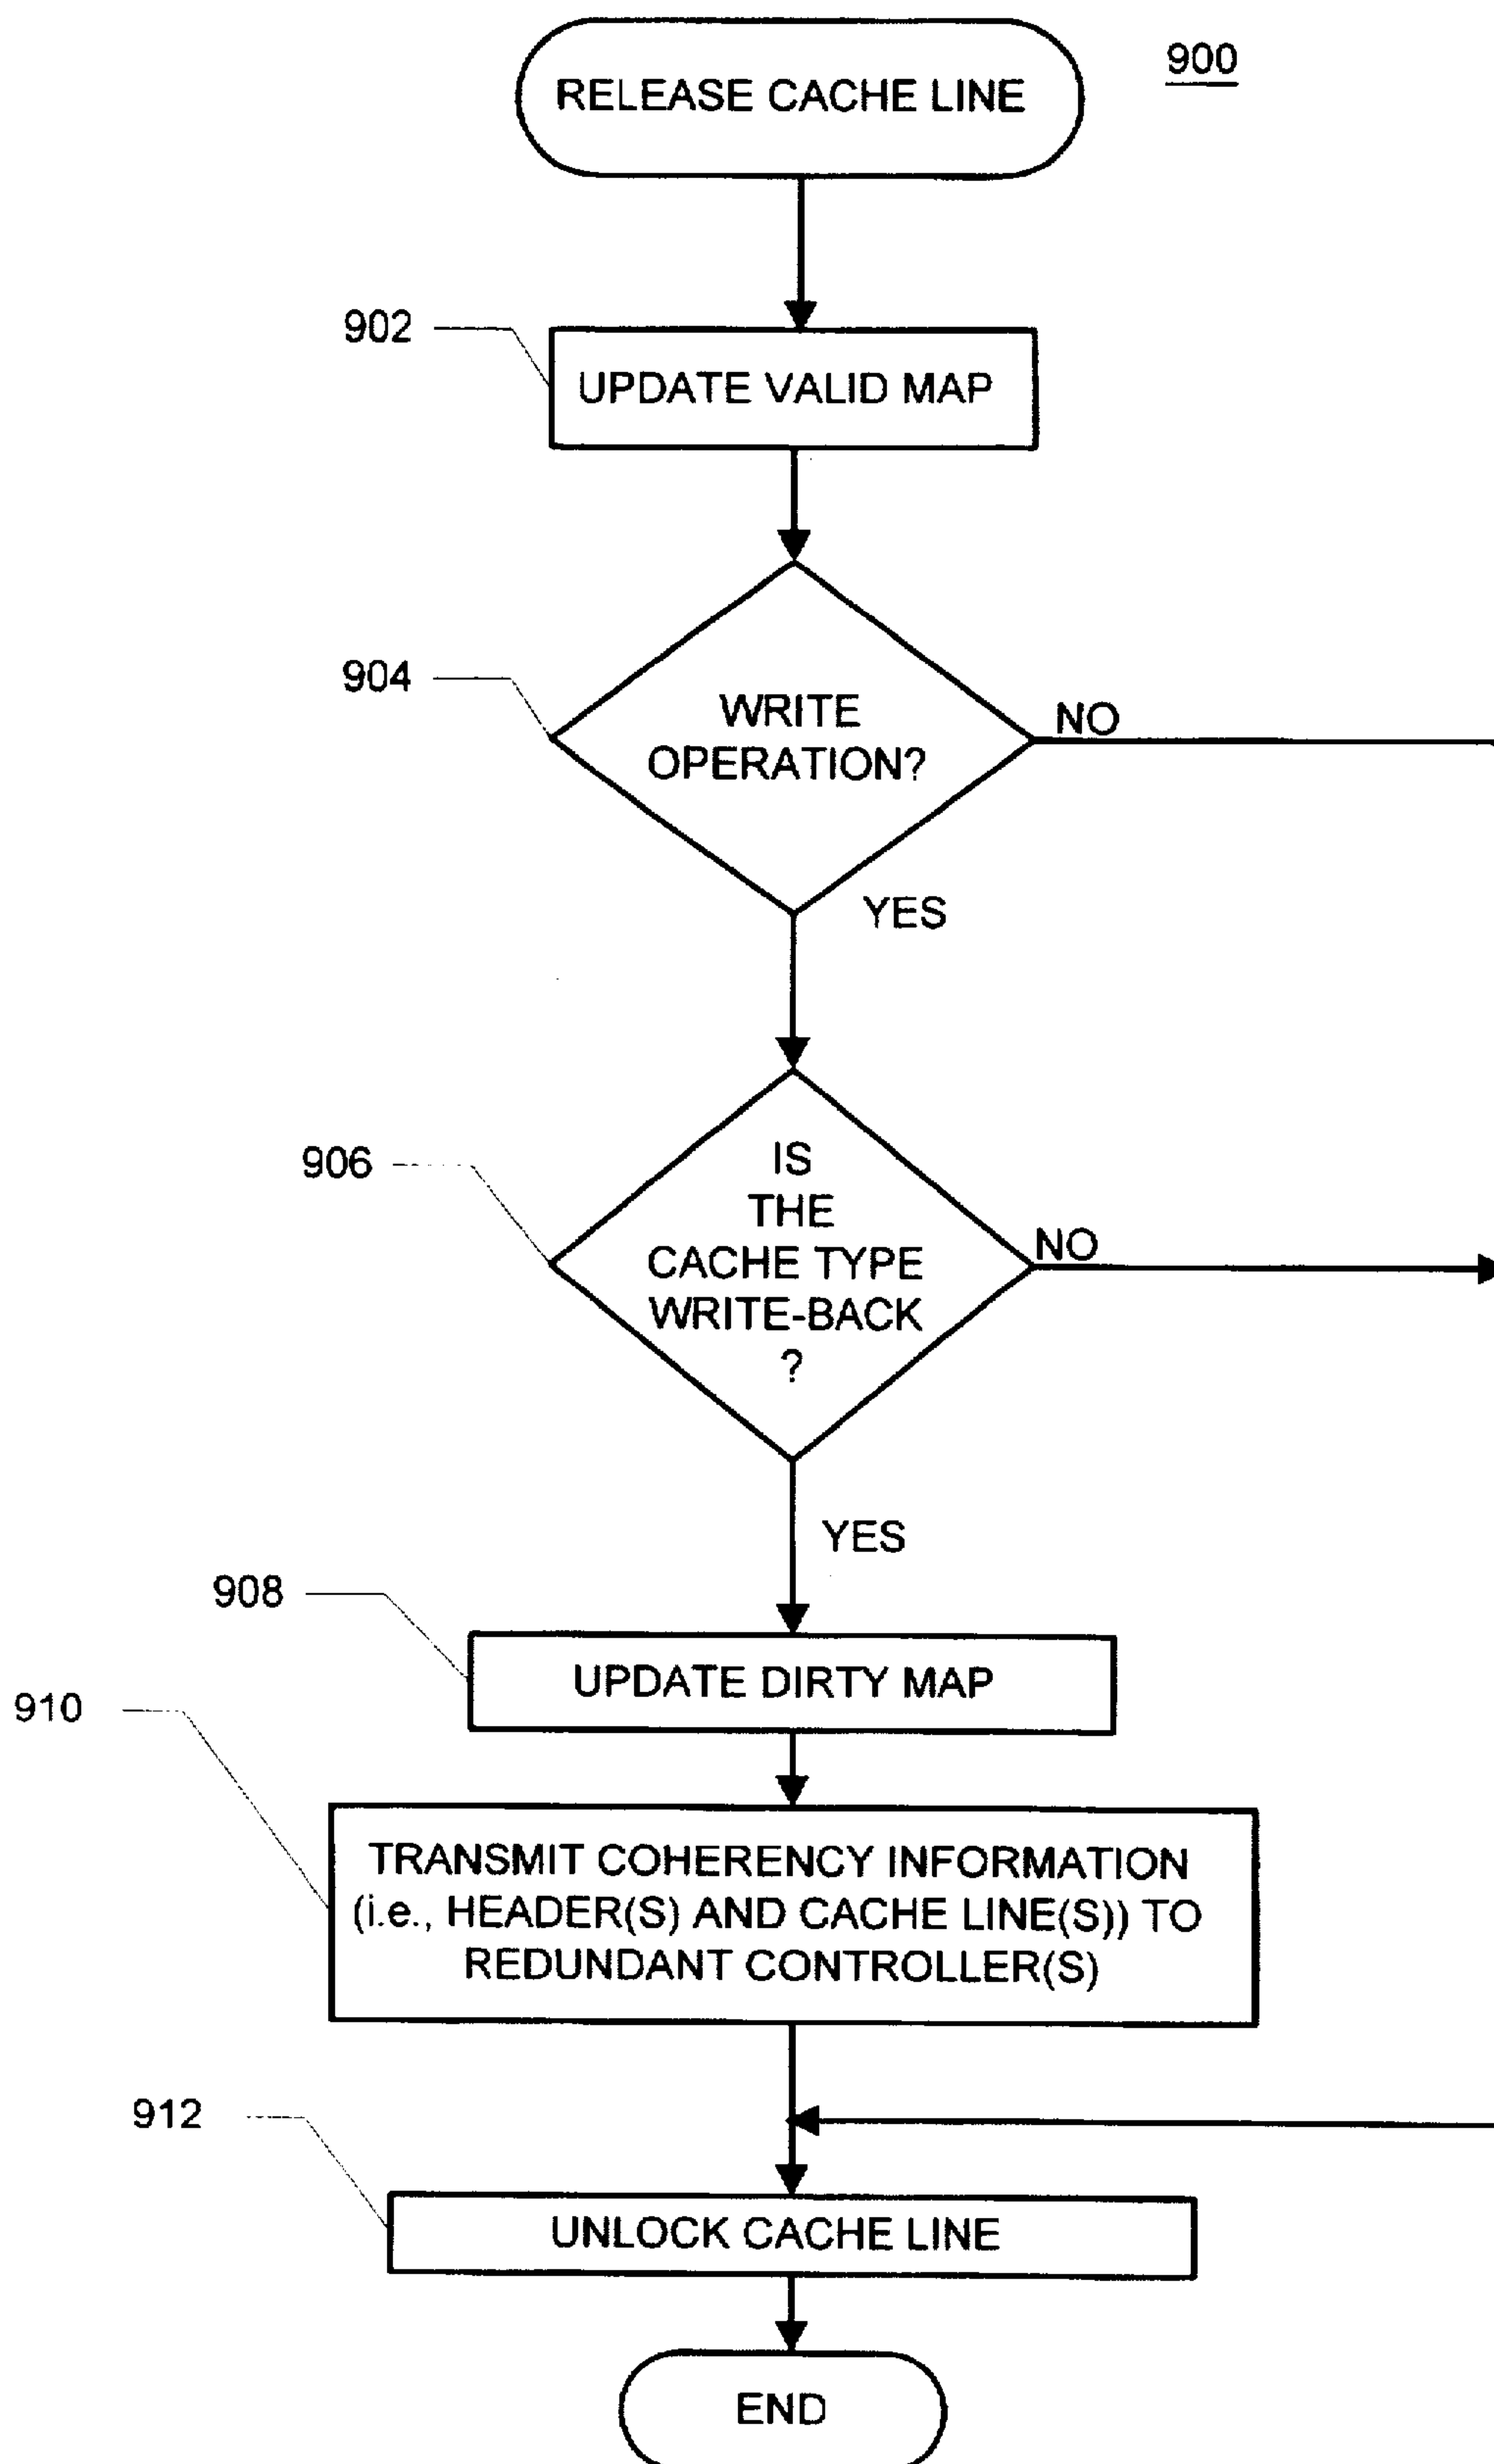 RELEASE CACHE LINE
900
902
UPDATE VALID MAP
904
WRITE
OPERATION?
NO
YES
906
IS
THE
CACHE TYPE
WRITE-BACK
?
NO
YES
908
UPDATE DIRTY MAP
910
TRANSMIT COHERENCY INFORMATION
(i.e., HEADER(S) AND CACHE LINE(S)) TO
REDUNDANT CONTROLLER(S)
912
UNLOCK CACHE LINE
END